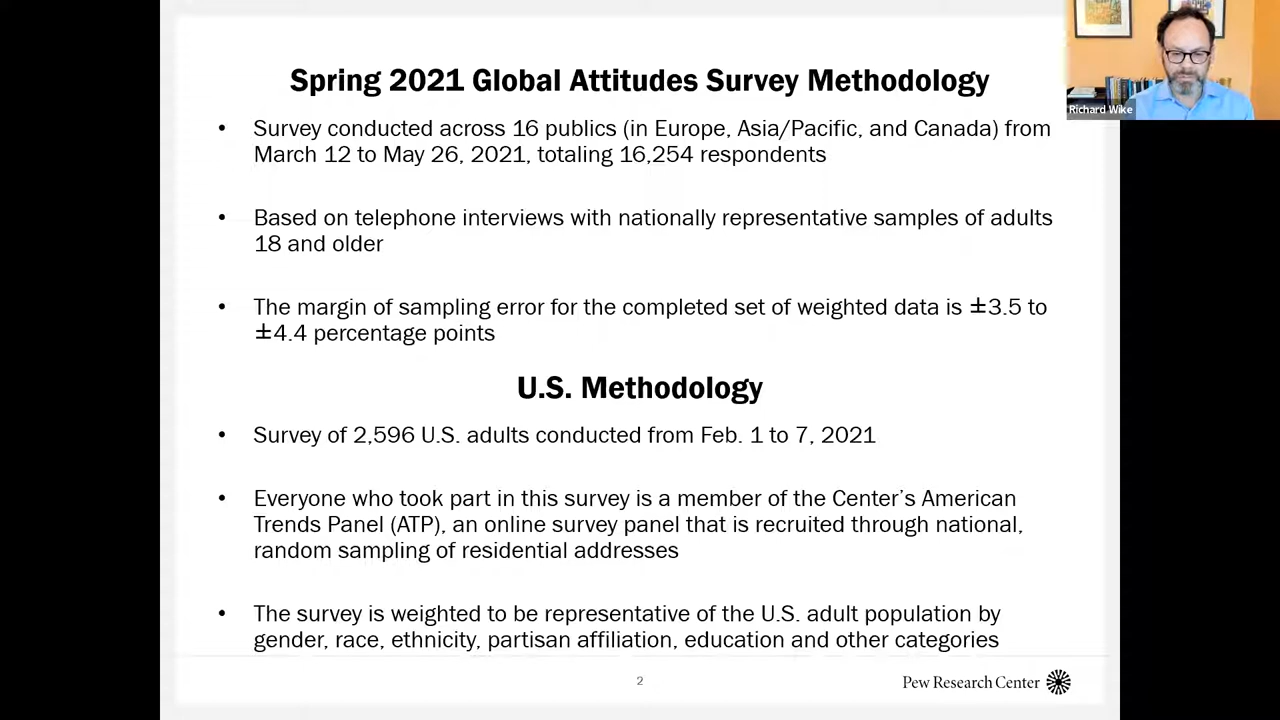 Spring 2021 Global Attitudes Survey Methodology
• Survey conducted across 16 publics (in Europe, Asia/Pacific, and Canada) from
March 12 to May 26, 2021, totaling 16,254 respondents
• Based on telephone interviews with nationally representative samples of adults
18 and older
• The margin of sampling error for the completed set of weighted data is ±3.5 to
±4.4 percentage points
U.S. Methodology
• Survey of 2,596 U.S. adults conducted from Feb. 1 to 7, 2021
• Everyone who took part in this survey is a member of the Center’s American
Trends Panel (ATP), an online survey panel that is recruited through national,
random sampling of residential addresses
• The survey is weighted to be representative of the U.S. adult population by
gender, race, ethnicity, partisan affiliation, education and other categories
2
Pew Research Center
Richard Wike